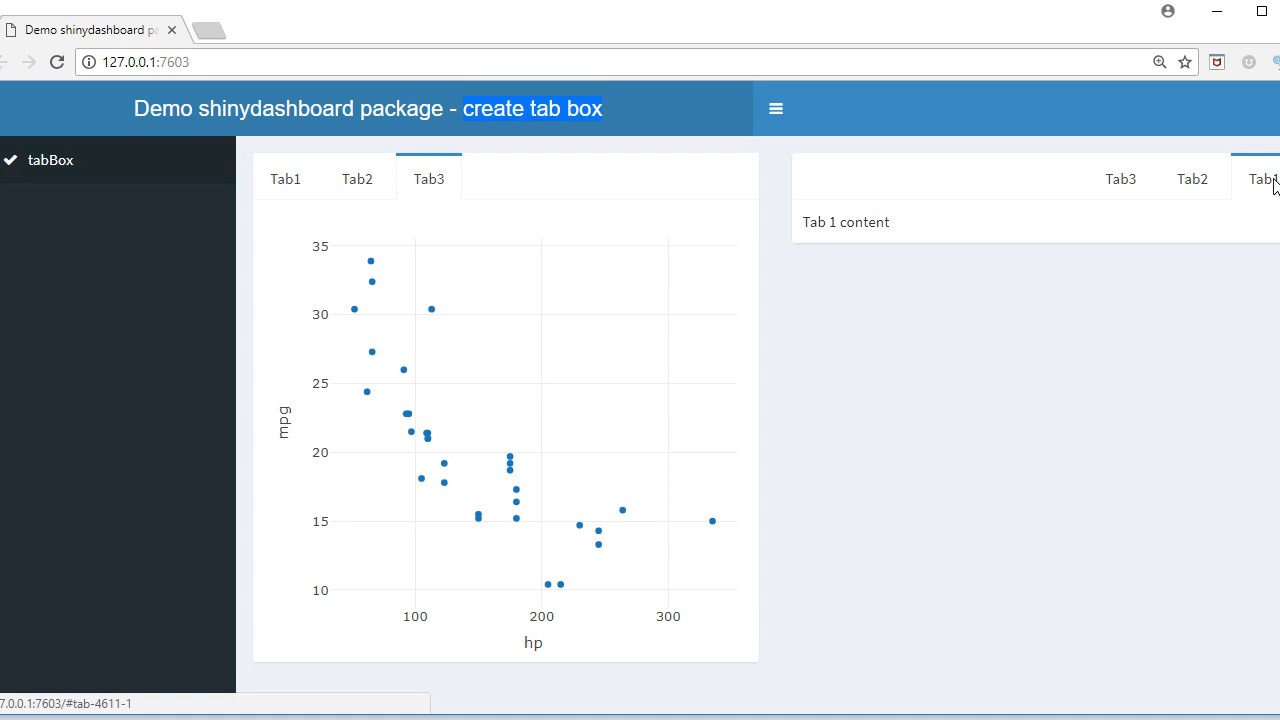 Demo shinydashboard pa
127.0.0.1:7603
Demo shinydashboard package - create tab box
tabBox
Tab1 Tab2 Tab3
Tab3 Tab2 Tab1
Tab 1 content
35
30
25
20
15
10
mpg
100 200 300
hp
7.0.0.1:7603/#tab-4611-1